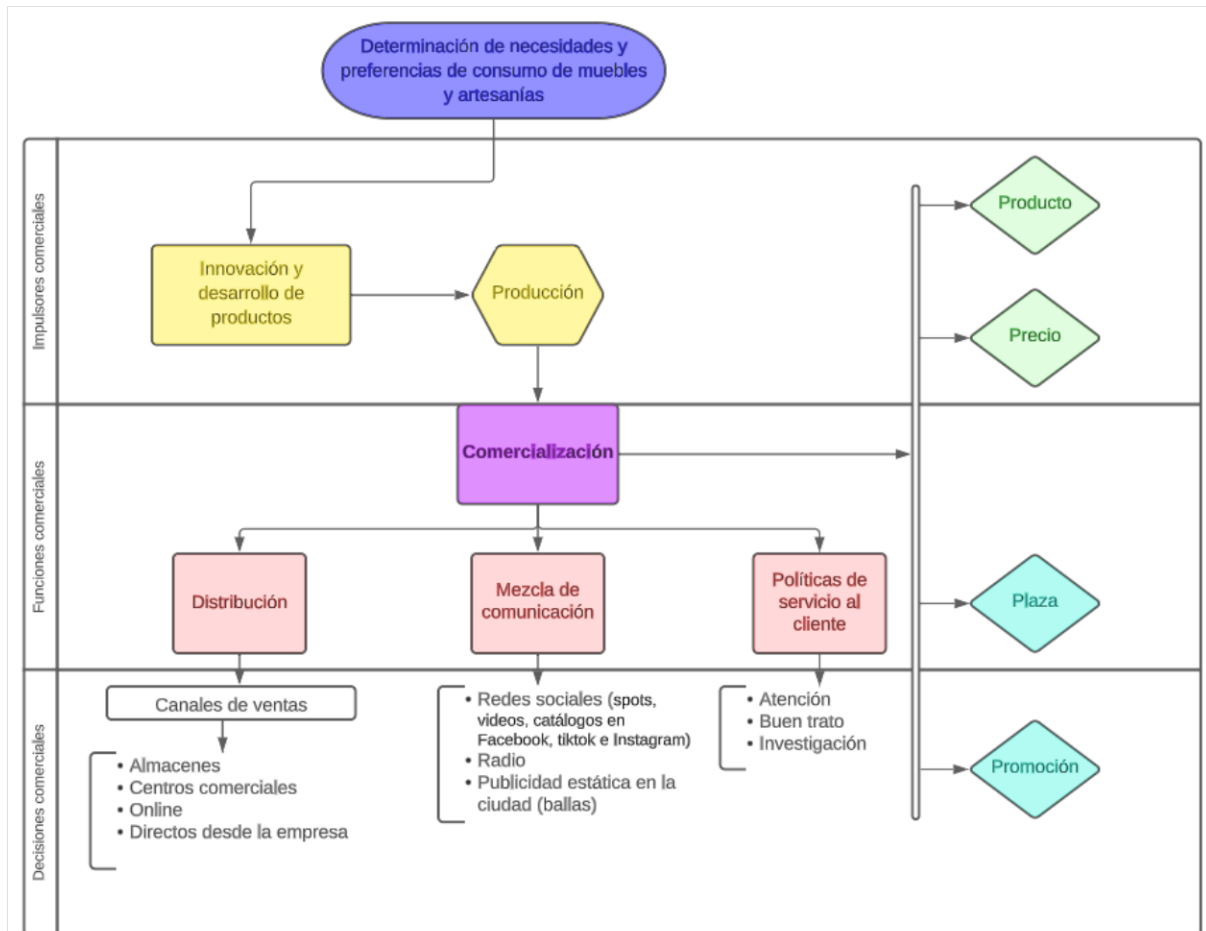 Determinación de necesidades y
preferencias de consumo de muebles
y artesanías
Impulsores comerciales
Innovación y
desarrollo de
productos
Producción
Producto
Precio
Funciones comerciales
Comercialización
Distribución
Mezcla de
comunicación
Políticas de
servicio al
cliente
Plaza
Decisiones comerciales
Canales de ventas
• Almacenes
• Centros comerciales
• Online
• Directos desde la empresa
• Redes sociales (spots,
videos, catálogos en
Facebook, tiktok e Instagram)
• Radio
• Publicidad estática en la
ciudad (ballas)
• Atención
• Buen trato
• Investigación
Promoción